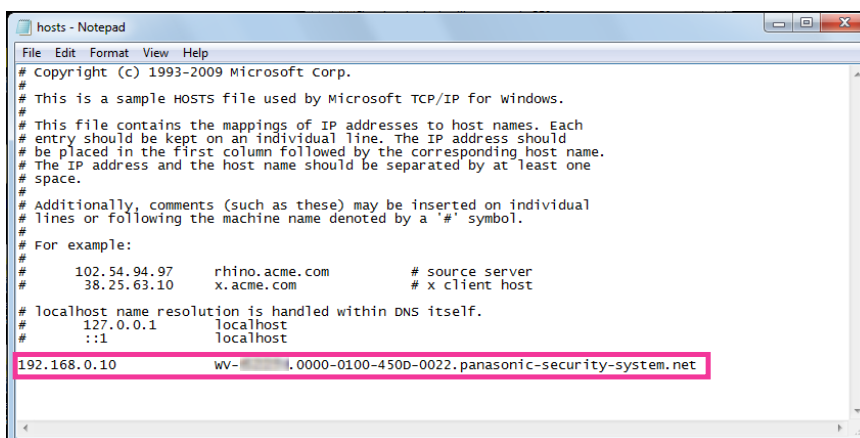 hosts - Notepad
File Edit Format View Help
# Copyright (c) 1993-2009 Microsoft Corp.
#
# This is a sample HOSTS file used by Microsoft TCP/IP for Windows.
#
# This file contains the mappings of IP addresses to host names. Each
# entry should be kept on an individual line. The IP address should
# be placed in the first column followed by the corresponding host name.
# The IP address and the host name should be separated by at least one
# space.
#
# Additionally, comments (such as these) may be inserted on individual
# lines or following the machine name denoted by a '#' symbol.
#
# For example:
#
#      102.54.94.97     rhino.acme.com          # source server
#       38.25.63.10     x.acme.com              # x client host

# localhost name resolution is handled within DNS itself.
#       127.0.0.1       localhost
#       ::1             localhost
192.168.0.10            WV- .0000-0100-450D-0022.panasonic-security-system.net